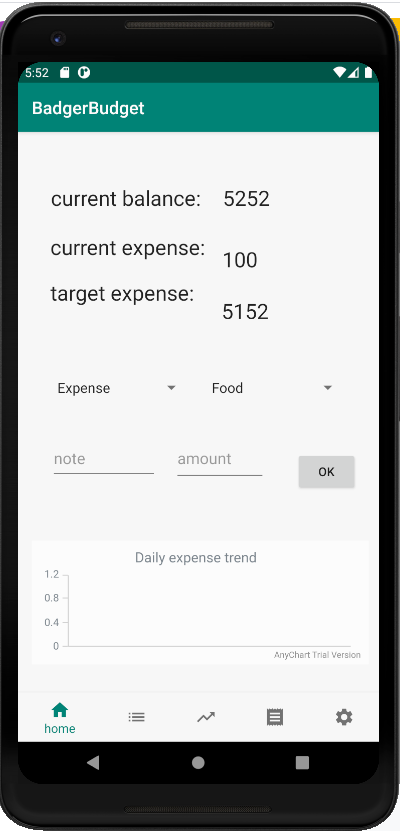 5:52
BadgerBudget
current balance: 5252
current expense: 100
target expense: 5152
Expense Food
note amount OK
Daily expense trend
1.2
0.8
0.4
0
AnyChart Trial Version
home